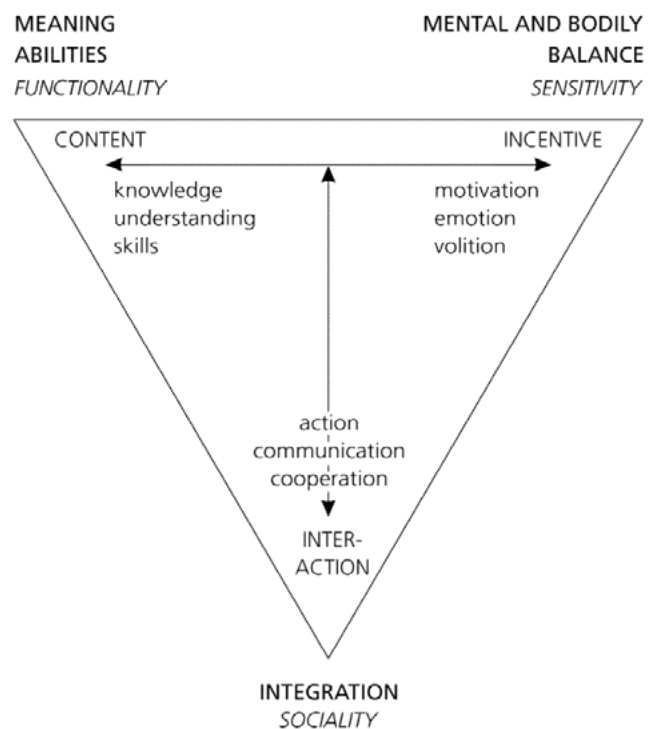 MEANING
ABILITIES
FUNCTIONALITY
MENTAL AND BODILY
BALANCE
SENSITIVITY
CONTENT
INCENTIVE
knowledge
understanding
skills
motivation
emotion
volition
action
communication
cooperation
INTER-
ACTION
INTEGRATION
SOCIALITY